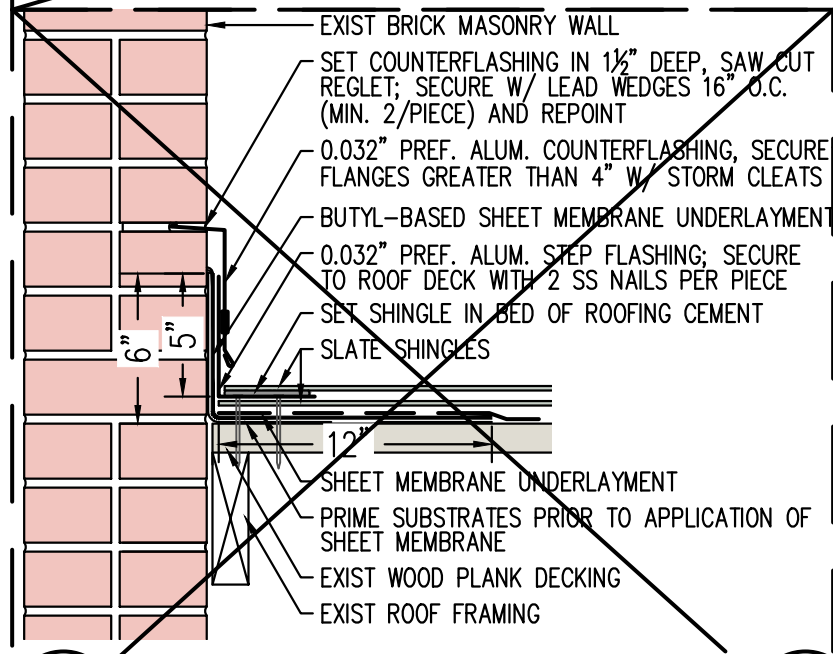 EXIST BRICK MASONRY WALL
SET COUNTERFLASHING IN 1½" DEEP, SAW CUT
REGLET; SECURE W/ LEAD WEDGES 16" O.C.
(MIN. 2/PIECE) AND REPOINT
0.032" PREF. ALUM. COUNTERFLASHING, SECURE
FLANGES GREATER THAN 4" W/ STORM CLEATS
BUTYL-BASED SHEET MEMBRANE UNDERLAYMENT
0.032" PREF. ALUM. STEP FLASHING; SECURE
TO ROOF DECK WITH 2 SS NAILS PER PIECE
SET SHINGLE IN BED OF ROOFING CEMENT
SLATE SHINGLES
6"
5"
12"
SHEET MEMBRANE UNDERLAYMENT
PRIME SUBSTRATES PRIOR TO APPLICATION OF
SHEET MEMBRANE
EXIST WOOD PLANK DECKING
EXIST ROOF FRAMING